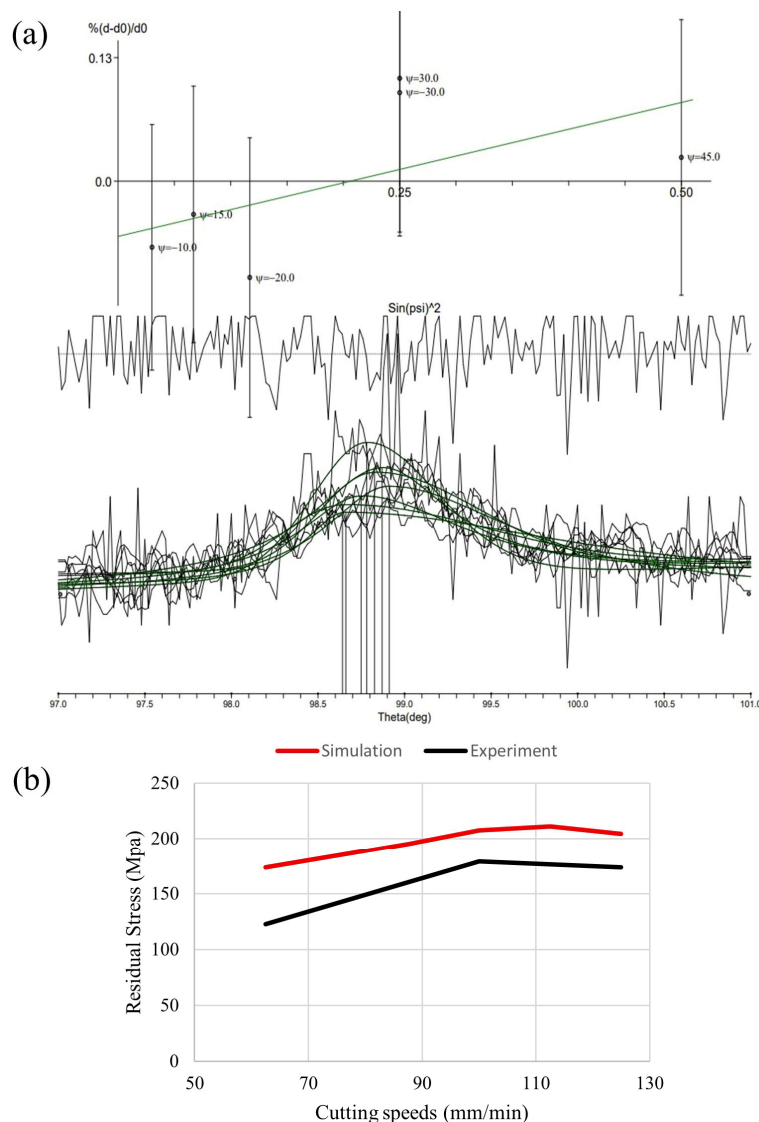 (a)
%(d-d0)/d0
0.13
ψ=30.0
ψ=−30.0
ψ=45.0
0.0
0.25
0.50
ψ=15.0
ψ=−10.0
ψ=−20.0
Sin(psi)^2
97.0 97.5 98.0 98.5 99.0 99.5 100.0 100.5 101.0
Theta(deg)
Simulation Experiment
(b)
250
200
150
100
50
0
Residual Stress (Mpa)
50 70 90 110 130
Cutting speeds (mm/min)